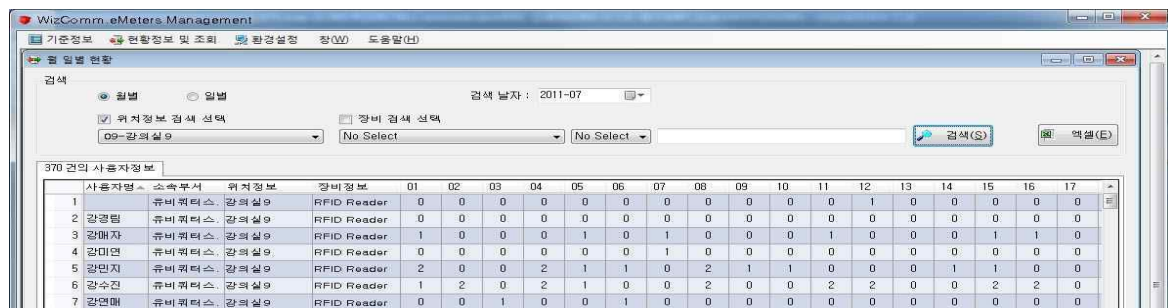 WizComm.eMeters Management
기준정보 현황정보 및 조회 환경설정 창(W) 도움말(H)
월 일별 현황
검색
월별 일별 검색 날자 : 2011-07
위치정보 검색 선택 장비 검색 선택
09-강의실9 No Select No Select 검색(S) 엑셀(E)
370 건의 사용자정보
사용자명 소속부서 위치정보 장비정보 01 02 03 04 05 06 07 08 09 10 11 12 13 14 15 16 17
1 유비쿼터스. 강의실9 RFID Reader 0 0 0 0 0 0 0 0 0 0 0 1 0 0 0 0 0
2 강경림 유비쿼터스. 강의실9 RFID Reader 0 0 0 0 0 0 0 0 0 0 0 0 0 0 0 0 0
3 강매자 유비쿼터스. 강의실9 RFID Reader 1 0 0 0 1 0 1 0 0 0 1 0 0 0 1 1 0
4 강미연 유비쿼터스. 강의실9 RFID Reader 0 0 0 0 0 0 1 0 0 0 0 0 0 0 0 0 0
5 강민지 유비쿼터스. 강의실9 RFID Reader 2 0 0 2 1 1 0 2 1 1 0 0 0 1 1 0 0
6 강수진 유비쿼터스. 강의실9 RFID Reader 1 2 0 2 1 0 0 2 0 0 2 2 0 0 2 2 0
7 강연매 유비쿼터스. 강의실9 RFID Reader 0 0 1 0 0 1 0 0 0 0 0 0 0 0 0 0 0